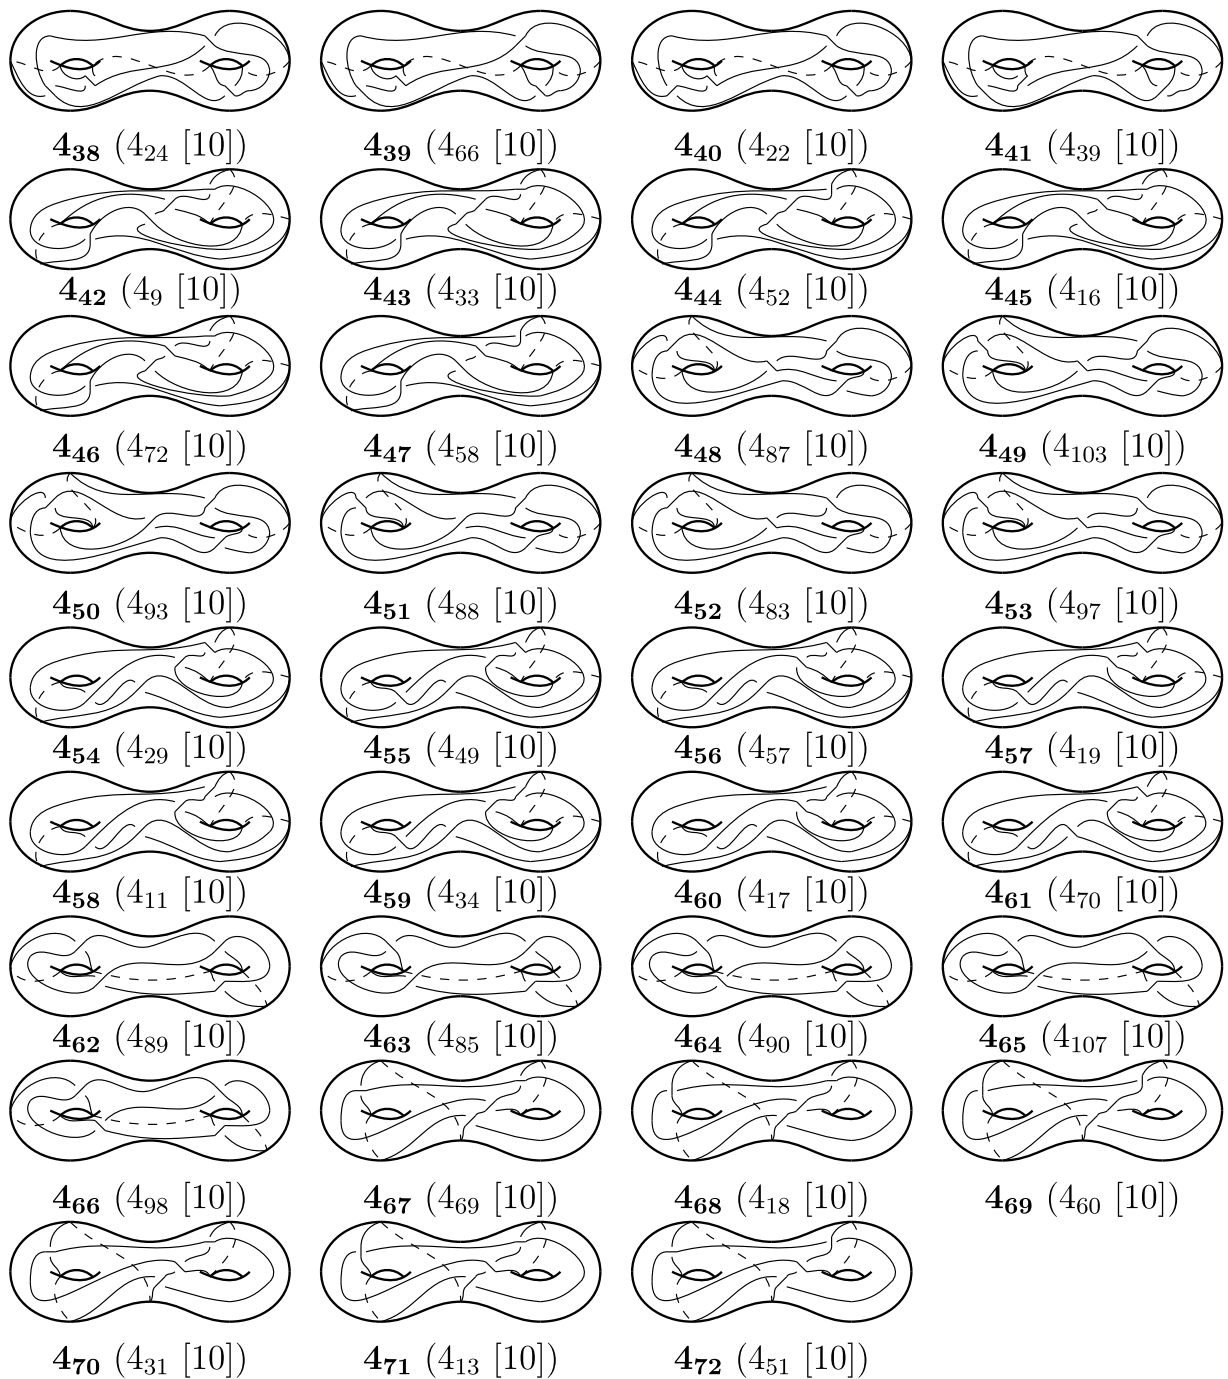 4₃₈ (4₂₄ [10]) 4₃₉ (4₆₆ [10]) 4₄₀ (4₂₂ [10]) 4₄₁ (4₃₉ [10])
4₄₂ (4₉ [10]) 4₄₃ (4₃₃ [10]) 4₄₄ (4₅₂ [10]) 4₄₅ (4₁₆ [10])
4₄₆ (4₇₂ [10]) 4₄₇ (4₅₈ [10]) 4₄₈ (4₈₇ [10]) 4₄₉ (4₁₀₃ [10])
4₅₀ (4₉₃ [10]) 4₅₁ (4₈₈ [10]) 4₅₂ (4₈₃ [10]) 4₅₃ (4₉₇ [10])
4₅₄ (4₂₉ [10]) 4₅₅ (4₄₉ [10]) 4₅₆ (4₅₇ [10]) 4₅₇ (4₁₉ [10])
4₅₈ (4₁₁ [10]) 4₅₉ (4₃₄ [10]) 4₆₀ (4₁₇ [10]) 4₆₁ (4₇₀ [10])
4₆₂ (4₈₉ [10]) 4₆₃ (4₈₅ [10]) 4₆₄ (4₉₀ [10]) 4₆₅ (4₁₀₇ [10])
4₆₆ (4₉₈ [10]) 4₆₇ (4₆₉ [10]) 4₆₈ (4₁₈ [10]) 4₆₉ (4₆₀ [10])
4₇₀ (4₃₁ [10]) 4₇₁ (4₁₃ [10]) 4₇₂ (4₅₁ [10])